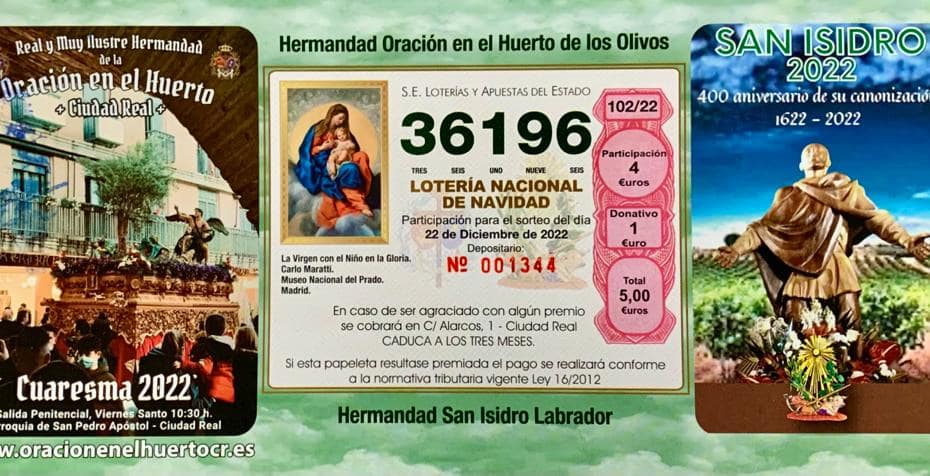 Real y Muy Ilustre Hermandad
de la
Oración en el Huerto
+ Ciudad Real +
Cuaresma 2022
Salida Penitencial, Viernes Santo 10:30 h.
Parroquia de San Pedro Apóstol - Ciudad Real
www.oracionenelhuertocr.es
Hermandad Oración en el Huerto de los Olivos
S.E. LOTERÍAS Y APUESTAS DEL ESTADO
36196
TRES SEIS UNO NUEVE SEIS
LOTERÍA NACIONAL
DE NAVIDAD
Participación para el sorteo del día
22 de Diciembre de 2022
Depositario:
Nº 001344
La Virgen con el Niño en la Gloria.
Carlo Maratti.
Museo Nacional del Prado.
Madrid.
102/22
Participación
4
€uros
Donativo
1
€uro
Total
5,00
€uros
En caso de ser agraciado con algún premio
se cobrará en C/ Alarcos, 1 - Ciudad Real
CADUCA A LOS TRES MESES.
Si esta papeleta resultase premiada el pago se realizará conforme
a la normativa tributaria vigente Ley 16/2012
Hermandad San Isidro Labrador
SAN ISIDRO
2022
400 aniversario de su canonización
1622 - 2022